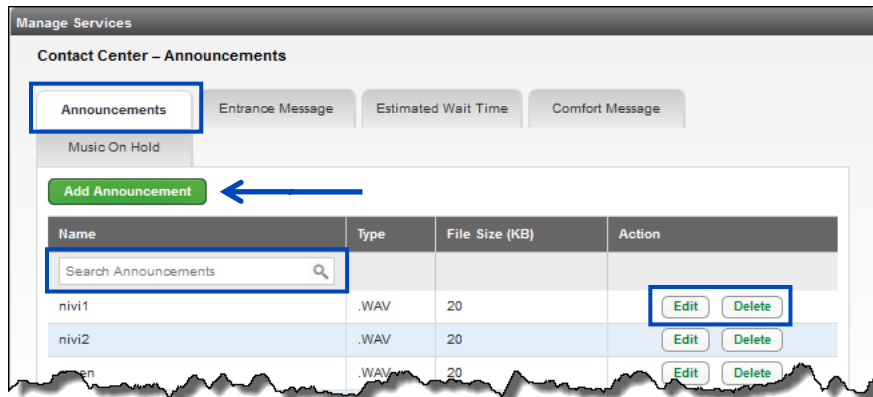 Manage Services
Contact Center – Announcements
Announcements Entrance Message Estimated Wait Time Comfort Message
Music On Hold
Add Announcement
Name Type File Size (KB) Action
Search Announcements
nivi1 .WAV 20 Edit Delete
nivi2 .WAV 20 Edit Delete
.WAV 20 Edit Delete